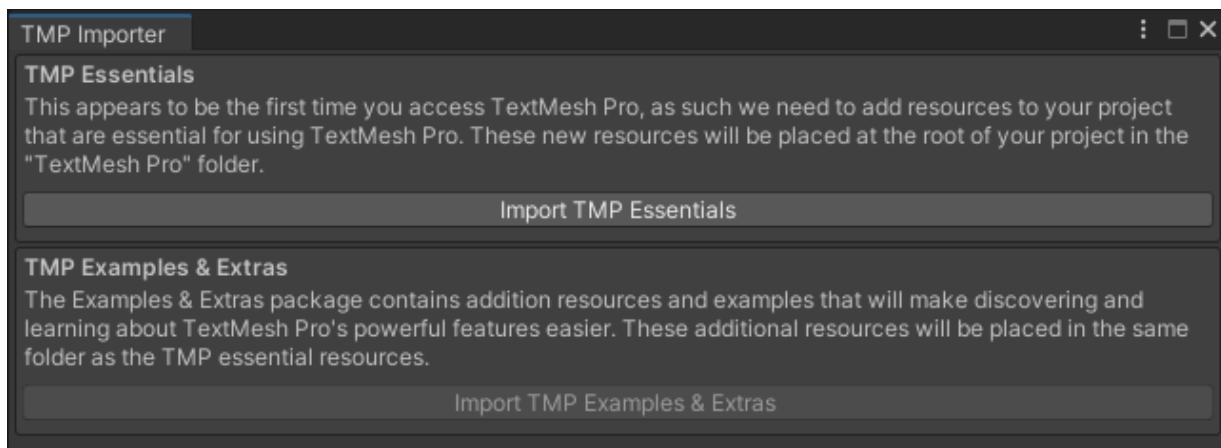 TMP Importer
TMP Essentials
This appears to be the first time you access TextMesh Pro, as such we need to add resources to your project
that are essential for using TextMesh Pro. These new resources will be placed at the root of your project in the
"TextMesh Pro" folder.
Import TMP Essentials
TMP Examples & Extras
The Examples & Extras package contains addition resources and examples that will make discovering and
learning about TextMesh Pro's powerful features easier. These additional resources will be placed in the same
folder as the TMP essential resources.
Import TMP Examples & Extras